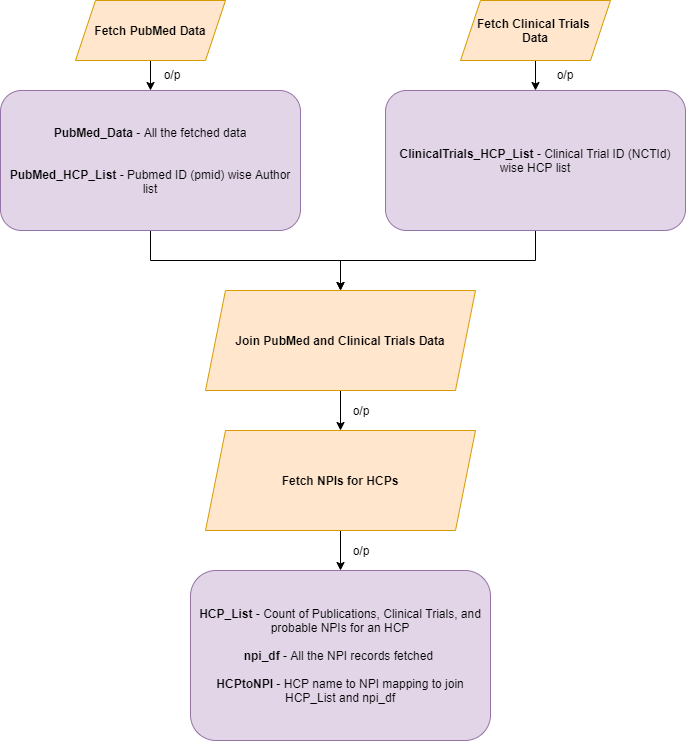 Fetch PubMed Data
Fetch Clinical Trials
Data
o/p
o/p
PubMed_Data - All the fetched data
PubMed_HCP_List - Pubmed ID (pmid) wise Author
list
ClinicalTrials_HCP_List - Clinical Trial ID (NCTId)
wise HCP list
Join PubMed and Clinical Trials Data
o/p
Fetch NPIs for HCPs
o/p
HCP_List - Count of Publications, Clinical Trials, and
probable NPIs for an HCP
npi_df - All the NPI records fetched
HCPtoNPI - HCP name to NPI mapping to join
HCP_List and npi_df